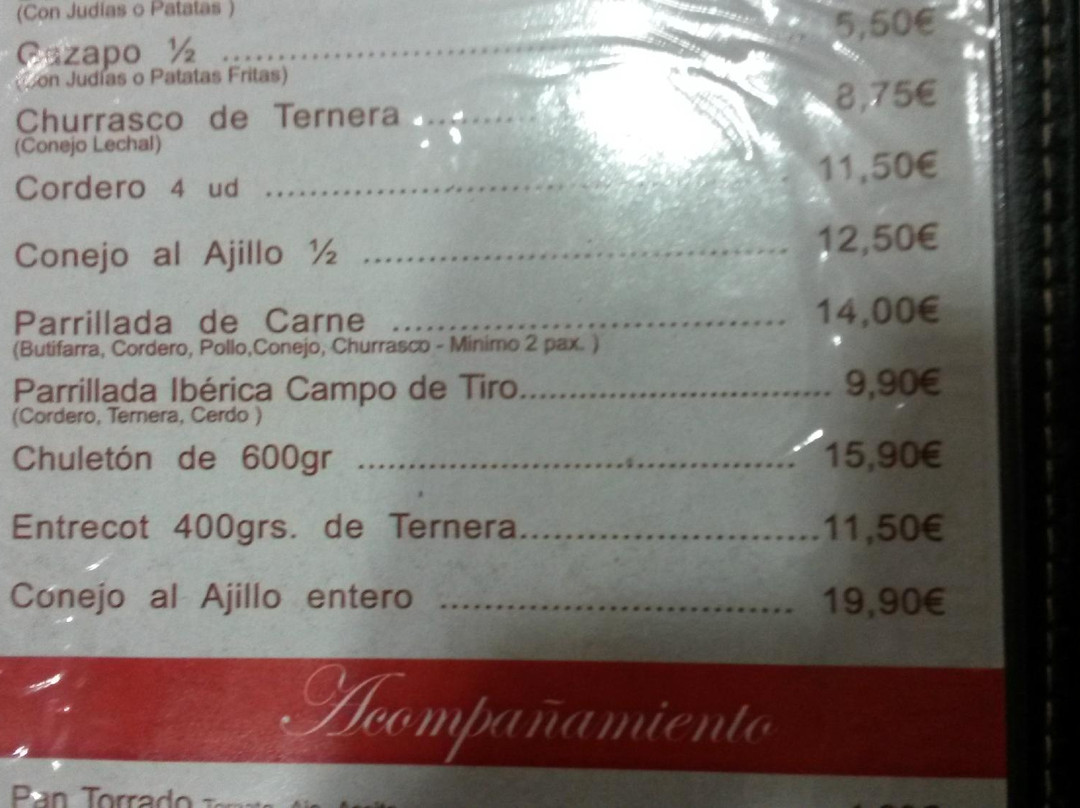 (Con Judías o Patatas )
Gazapo ½ .......................... 5,50€
(Con Judías o Patatas Fritas)
Churrasco de Ternera ............ 8,75€
(Conejo Lechal)
Cordero 4 ud ........................................ 11,50€
Conejo al Ajillo ½ ........................................ 12,50€
Parrillada de Carne ..................................... 14,00€
(Butifarra, Cordero, Pollo,Conejo, Churrasco - Minimo 2 pax. )
Parrillada Ibérica Campo de Tiro.............................. 9,90€
(Cordero, Ternera, Cerdo )
Chuletón de 600gr ......................................... 15,90€
Entrecot 400grs. de Ternera.............................11,50€
Conejo al Ajillo entero .................................. 19,90€
Acompañamiento
Pan Torrado